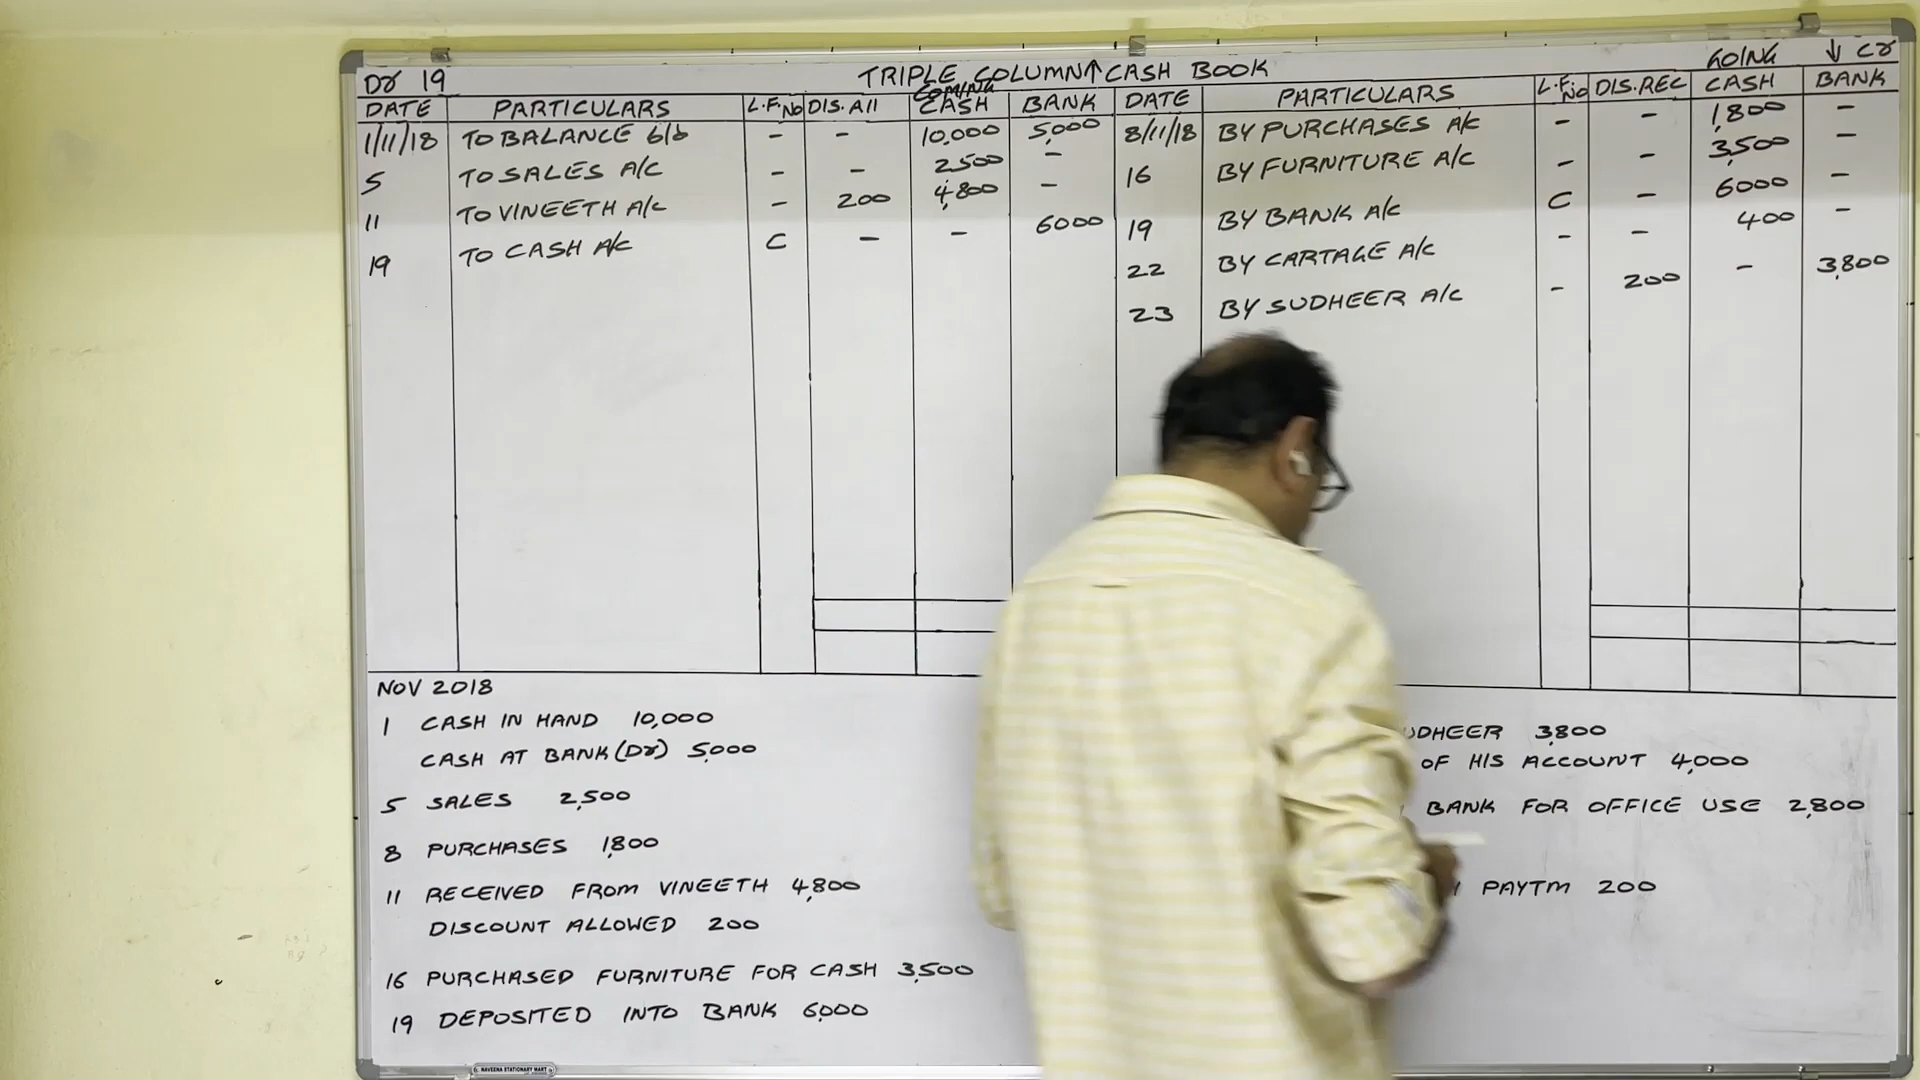 Dr 19 TRIPLE COLUMN CASH BOOK GOING Cr
COMING
DATE PARTICULARS L.F.No DIS.All CASH BANK DATE PARTICULARS L.F.No DIS.REC CASH BANK
1/11/18 TO BALANCE b/b - - 10,000 5,000 8/11/18 BY PURCHASES A/c - - 1,800 -
5 TO SALES A/C - - 2,500 - 16 BY FURNITURE A/c - - 3,500 -
11 TO VINEETH A/c - 200 4,800 - 19 BY BANK A/c C - 6000 -
19 TO CASH A/c C - - 6000 22 BY CARTAGE A/c - - 400 -
23 BY SUDHEER A/c - 200 - 3,800
NOV 2018
1 CASH IN HAND 10,000
CASH AT BANK (Dr) 5,000
5 SALES 2,500
8 PURCHASES 1,800
11 RECEIVED FROM VINEETH 4,800
DISCOUNT ALLOWED 200
16 PURCHASED FURNITURE FOR CASH 3,500
19 DEPOSITED INTO BANK 6,000
UDHEER 3,800
OF HIS ACCOUNT 4,000
BANK FOR OFFICE USE 2,800
PAYTM 200
NAVEENA STATIONARY MART